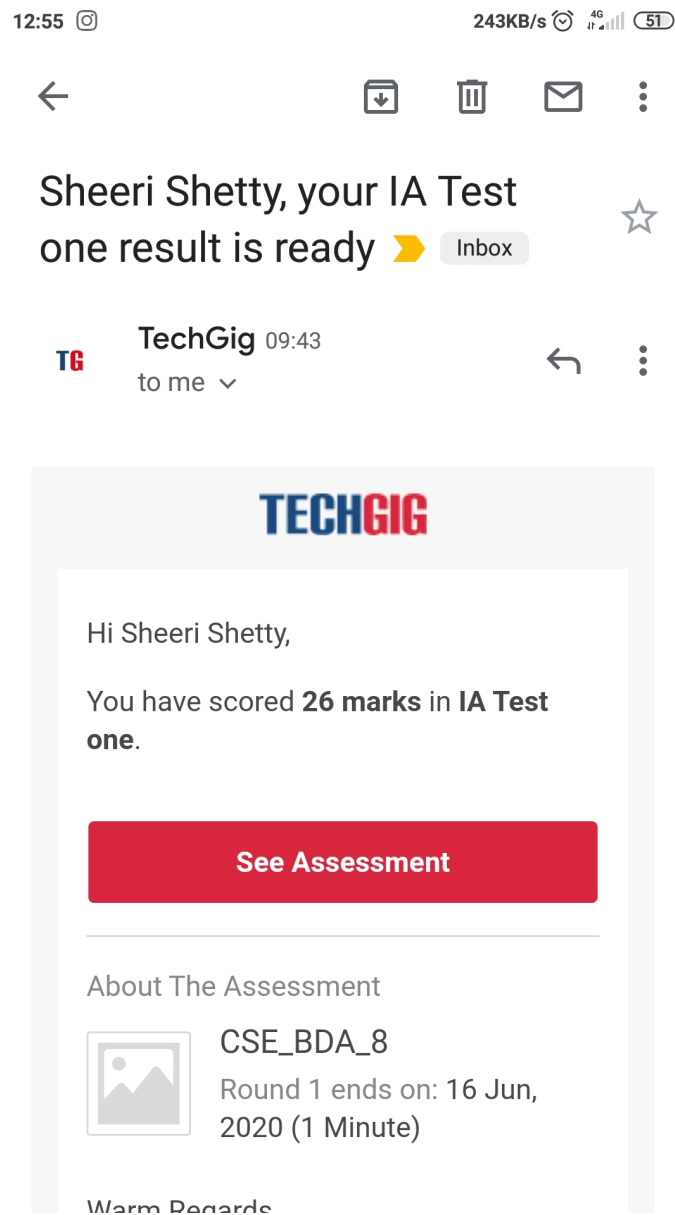 12:55 243KB/s 4G 51
Sheeri Shetty, your IA Test
one result is ready Inbox
TG
TechGig 09:43
to me
TECHGIG
Hi Sheeri Shetty,
You have scored 26 marks in IA Test
one.
See Assessment
About The Assessment
CSE_BDA_8
Round 1 ends on: 16 Jun,
2020 (1 Minute)
Warm Regards